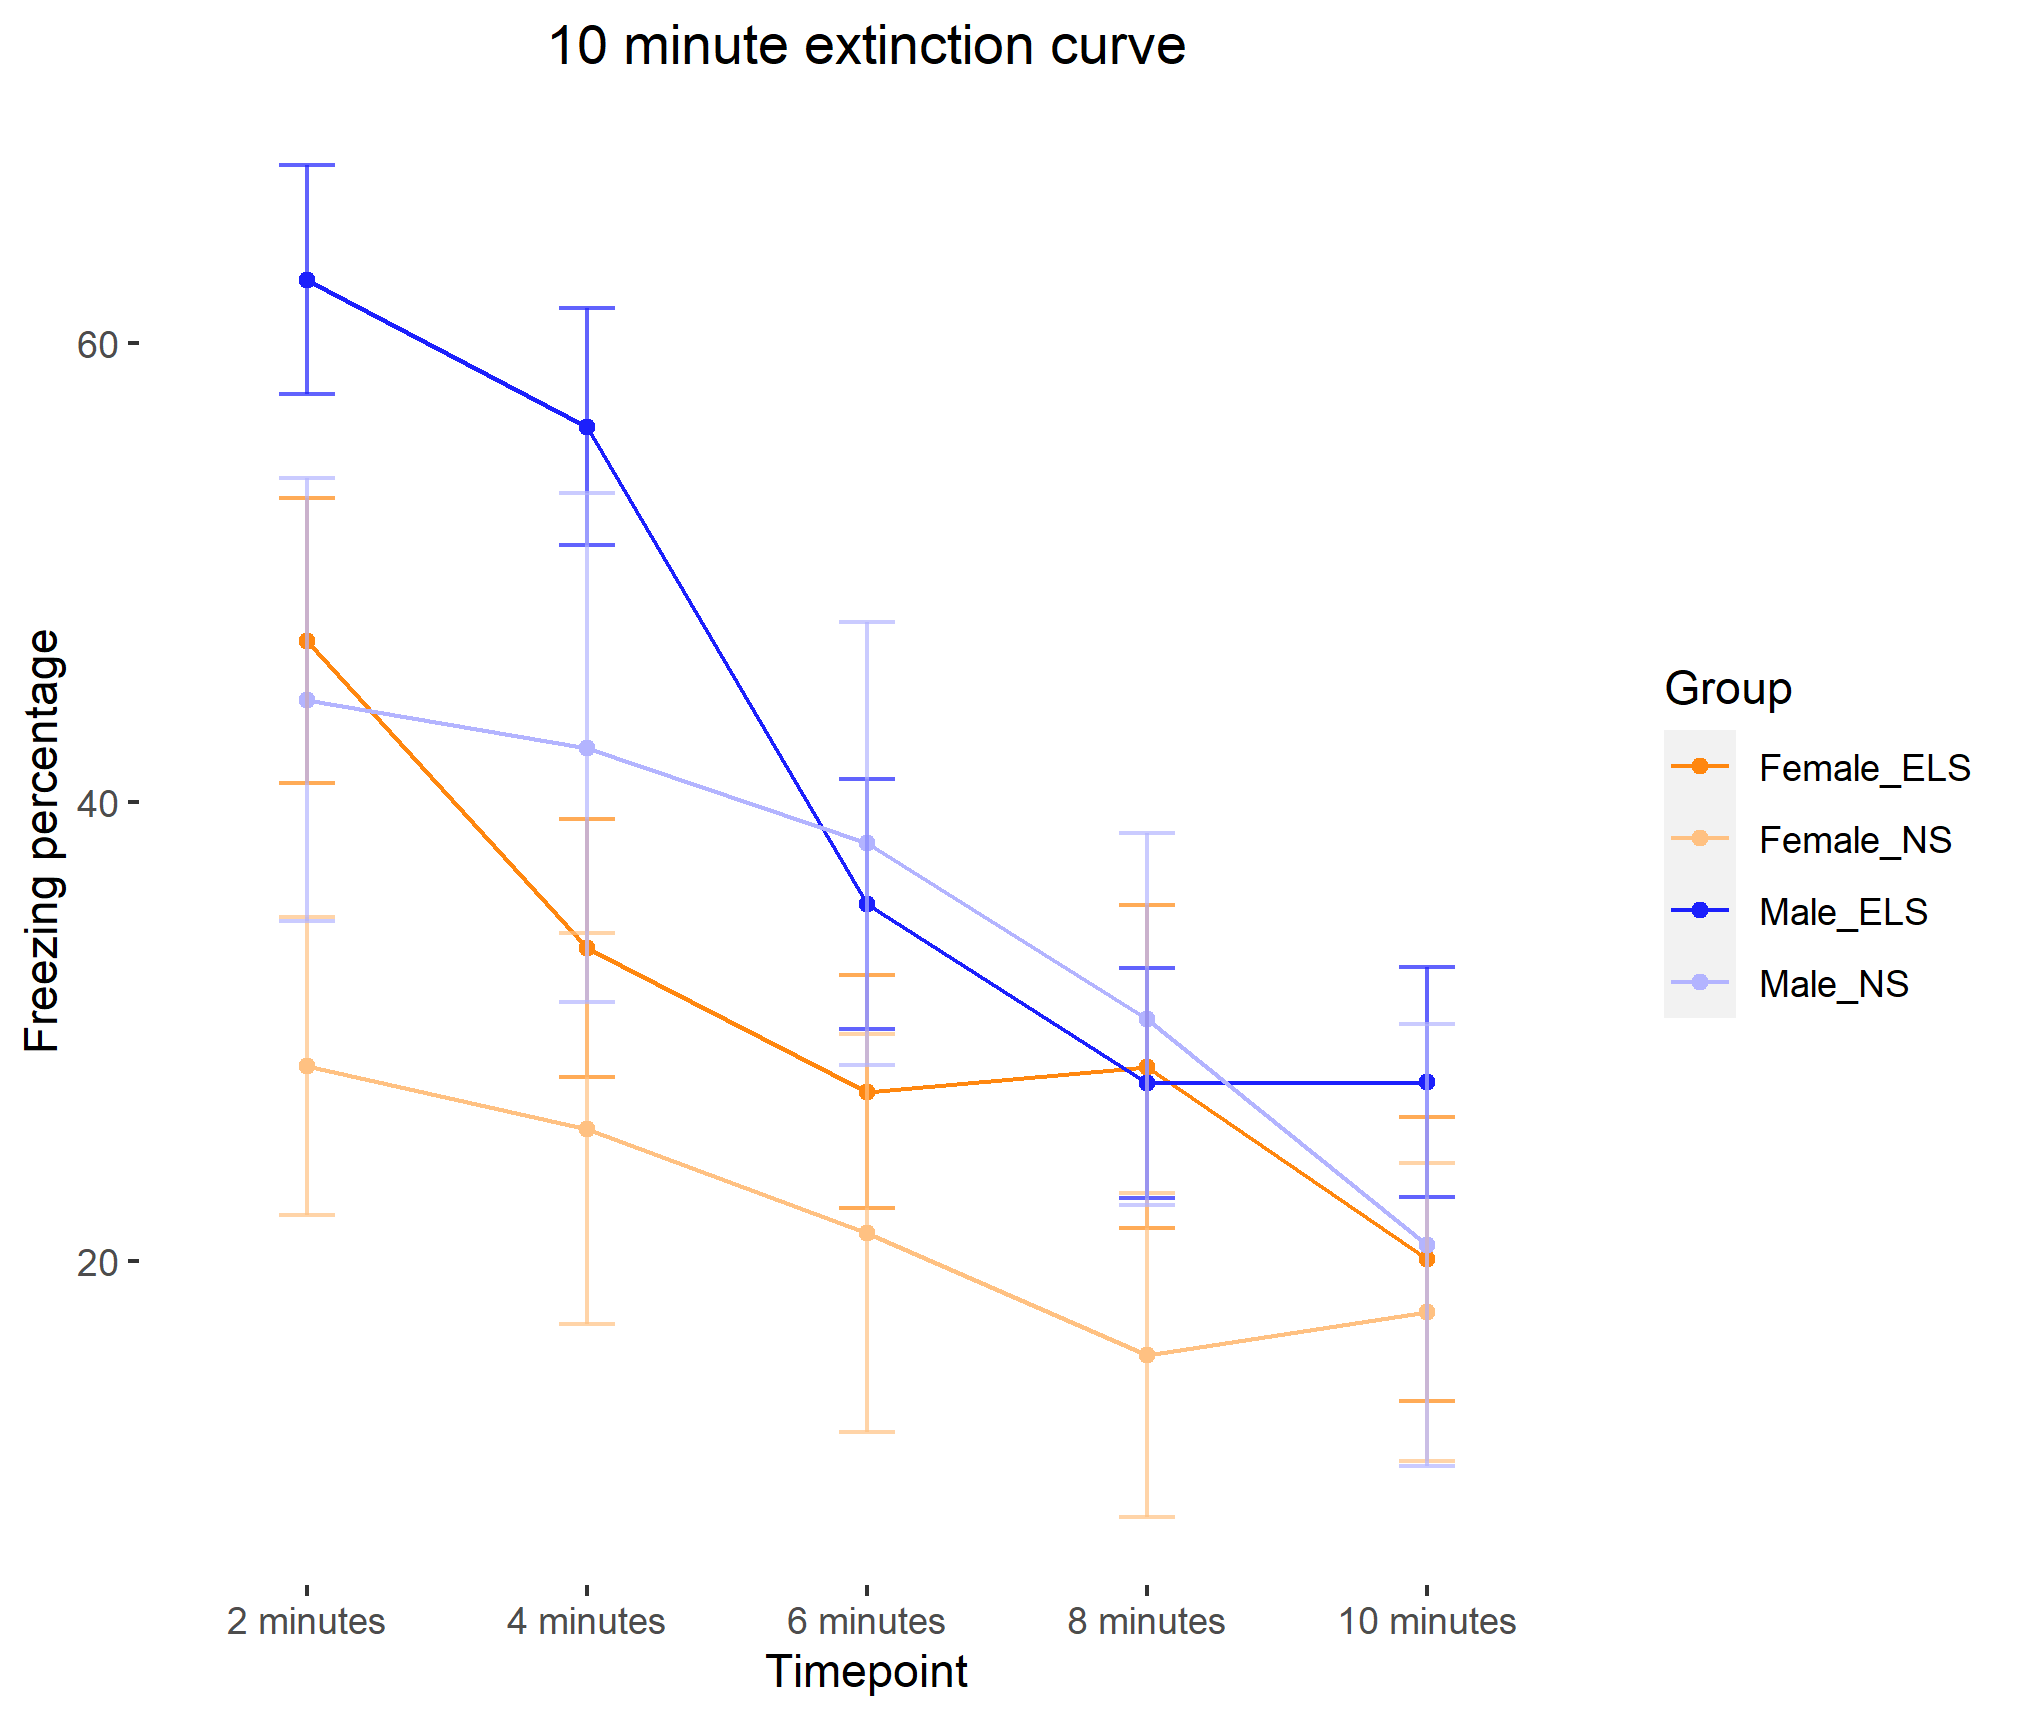 10 minute extinction curve
Freezing percentage
60
40
20
2 minutes
4 minutes
6 minutes
8 minutes
10 minutes
Timepoint
Group
Female_ELS
Female_NS
Male_ELS
Male_NS